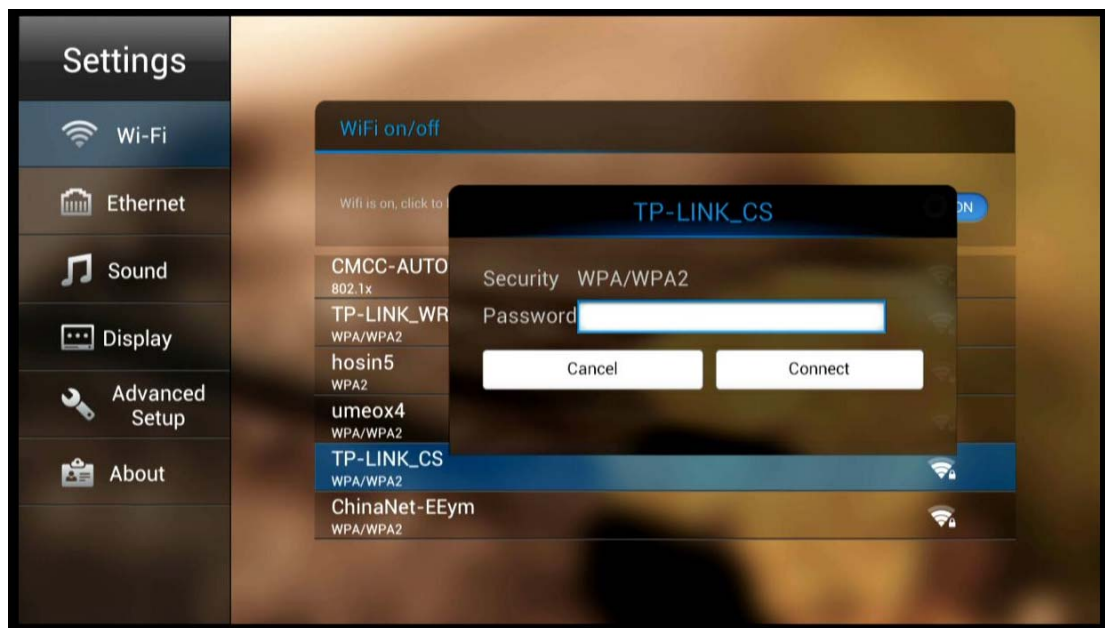 Settings
Wi-Fi
Ethernet
Sound
Display
Advanced
Setup
About
WiFi on/off
Wifi is on, click to
ON
CMCC-AUTO
802.1x
TP-LINK_WR
WPA/WPA2
hosin5
WPA2
umeox4
WPA/WPA2
TP-LINK_CS
WPA/WPA2
ChinaNet-EEym
WPA/WPA2
TP-LINK_CS
Security WPA/WPA2
Password
Cancel Connect